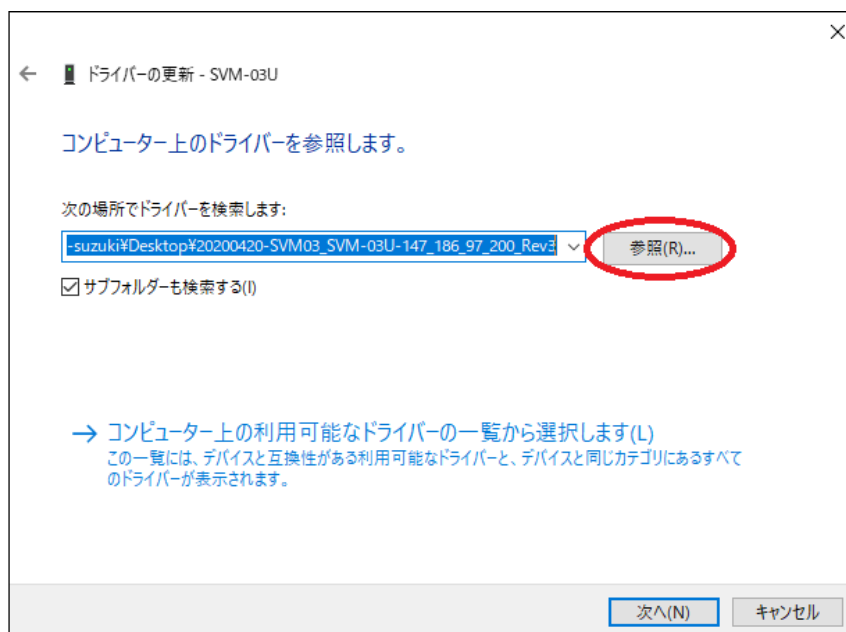 ドライバーの更新 - SVM-03U
コンピューター上のドライバーを参照します。
次の場所でドライバーを検索します:
-suzuki¥Desktop¥20200420-SVM03_SVM-03U-147_186_97_200_Rev3
参照(R)...
サブフォルダーも検索する(I)
コンピューター上の利用可能なドライバーの一覧から選択します(L)
この一覧には、デバイスと互換性がある利用可能なドライバーと、デバイスと同じカテゴリにあるすべて
のドライバーが表示されます。
次へ(N)
キャンセル